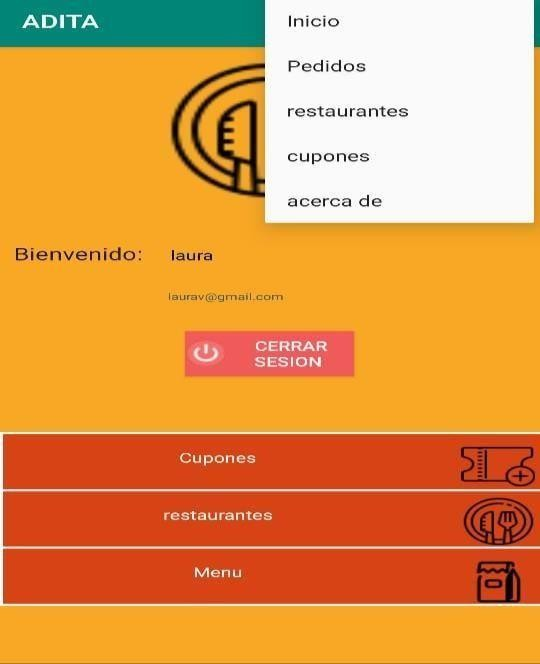 ADITA
Inicio
Pedidos
restaurantes
cupones
acerca de
Bienvenido: laura
laurav@gmail.com
CERRAR
SESION
Cupones
restaurantes
Menu